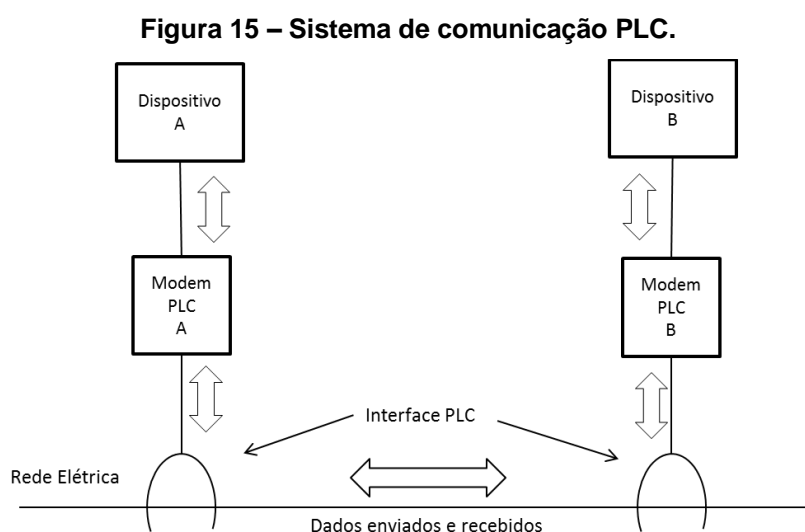 Figura 15 – Sistema de comunicação PLC.
Dispositivo
A
Dispositivo
B
Modem
PLC
A
Modem
PLC
B
Interface PLC
Rede Elétrica
Dados enviados e recebidos